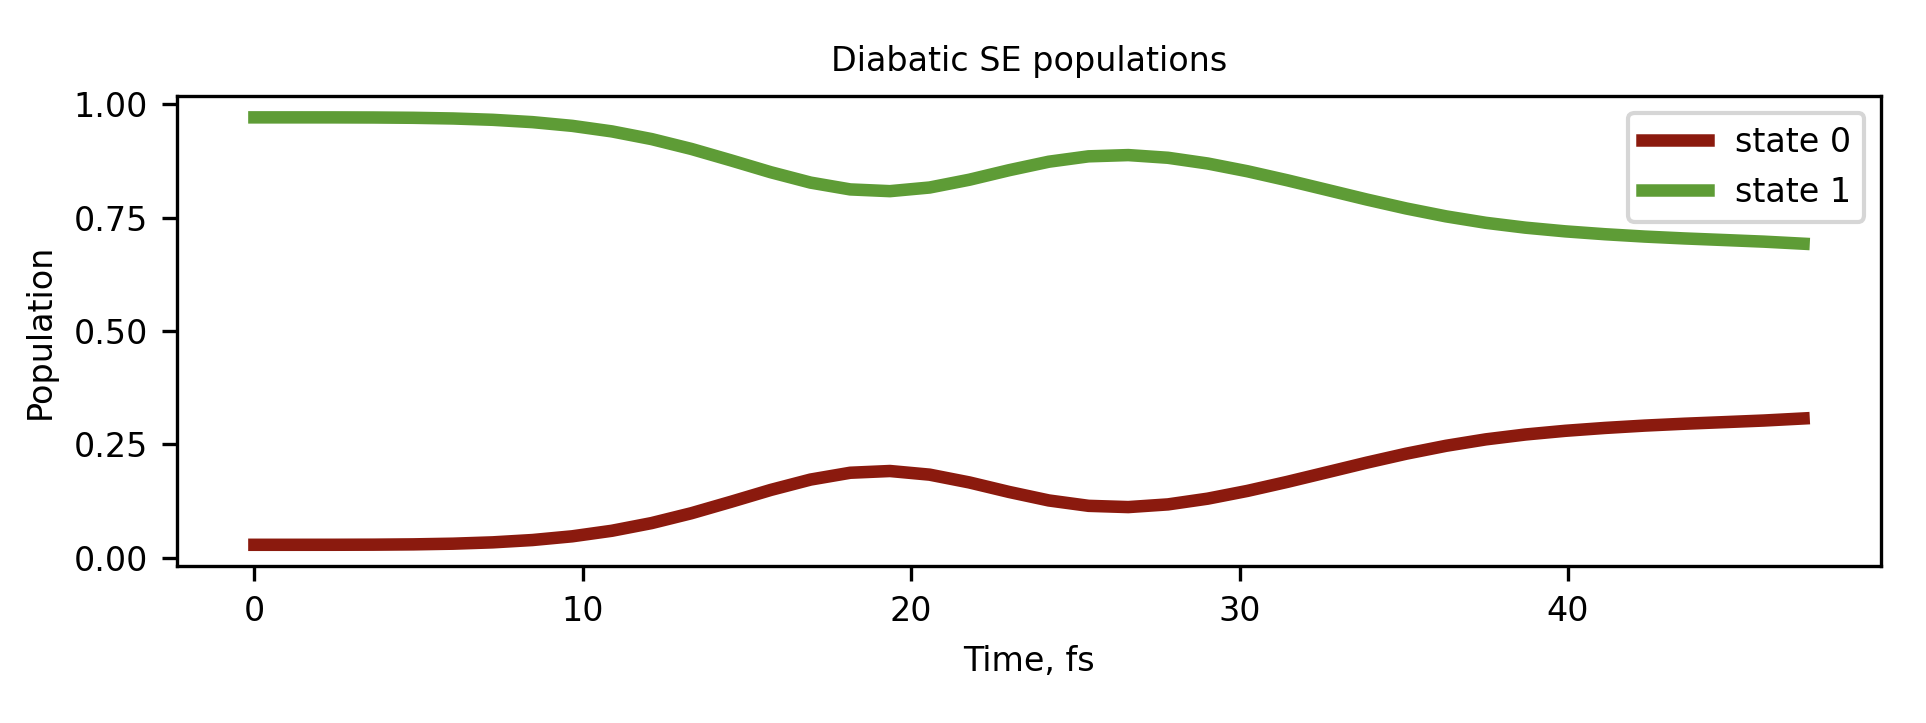 Diabatic SE populations
1.00
0.75
0.50
0.25
0.00
Population
state 0
state 1
0 10 20 30 40
Time, fs